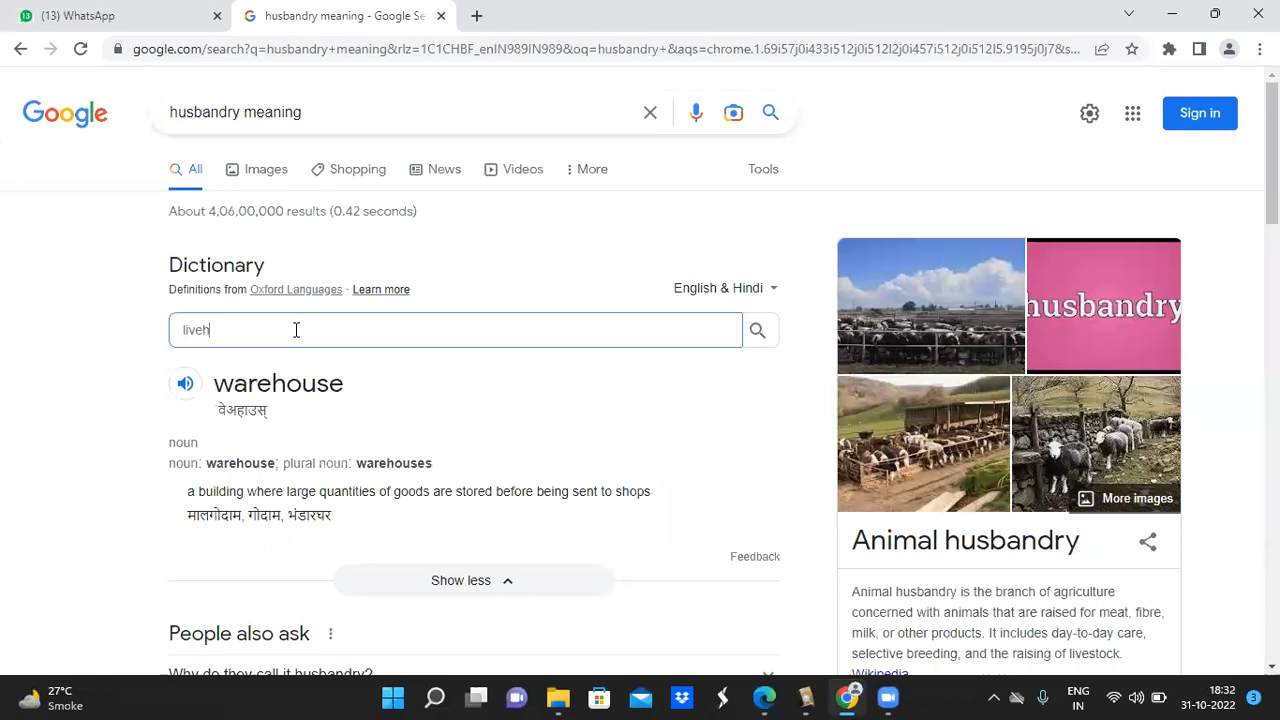 (13) WhatsApp
husbandry meaning - Google Se
google.com/search?q=husbandry+meaning&rlz=1C1CHBF_enIN989IN989&oq=husbandry+&aqs=chrome.1.69i57j0i433i512j0i512l2j0i457i512j0i512l5.9195j0j7&s...
Google
husbandry meaning
Sign in
All
Images
Shopping
News
Videos
More
Tools
About 4,06,00,000 results (0.42 seconds)
Dictionary
Definitions from Oxford Languages · Learn more
English & Hindi
liveh
warehouse
वेअहाउस्
noun
noun: warehouse; plural noun: warehouses
a building where large quantities of goods are stored before being sent to shops
मालगोदाम, गोदाम, भंडारघर
Feedback
Show less
People also ask
Why do they call it husbandry?
husbandry
More images
Animal husbandry
Animal husbandry is the branch of agriculture
concerned with animals that are raised for meat, fibre,
milk, or other products. It includes day-to-day care,
selective breeding, and the raising of livestock.
Wikipedia
27°C
Smoke
ENG
IN
18:32
31-10-2022
3